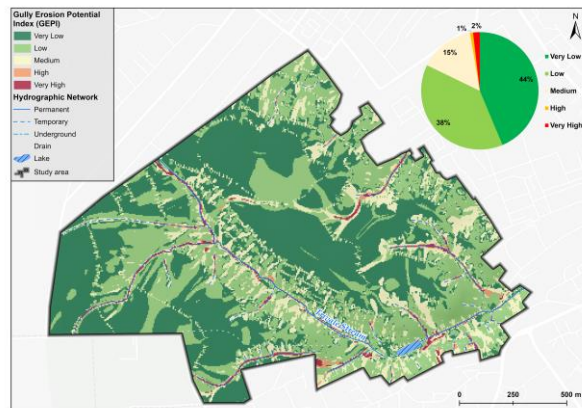 Gully Erosion Potential
Index (GEPI)
Very Low
Low
Medium
High
Very High
Hydrographic Network
Permanent
Temporary
Underground
Drain
Lake
Study area
1%
2%
15%
44%
38%
Very Low
Low
Medium
High
Very High
N
0
250
500 m